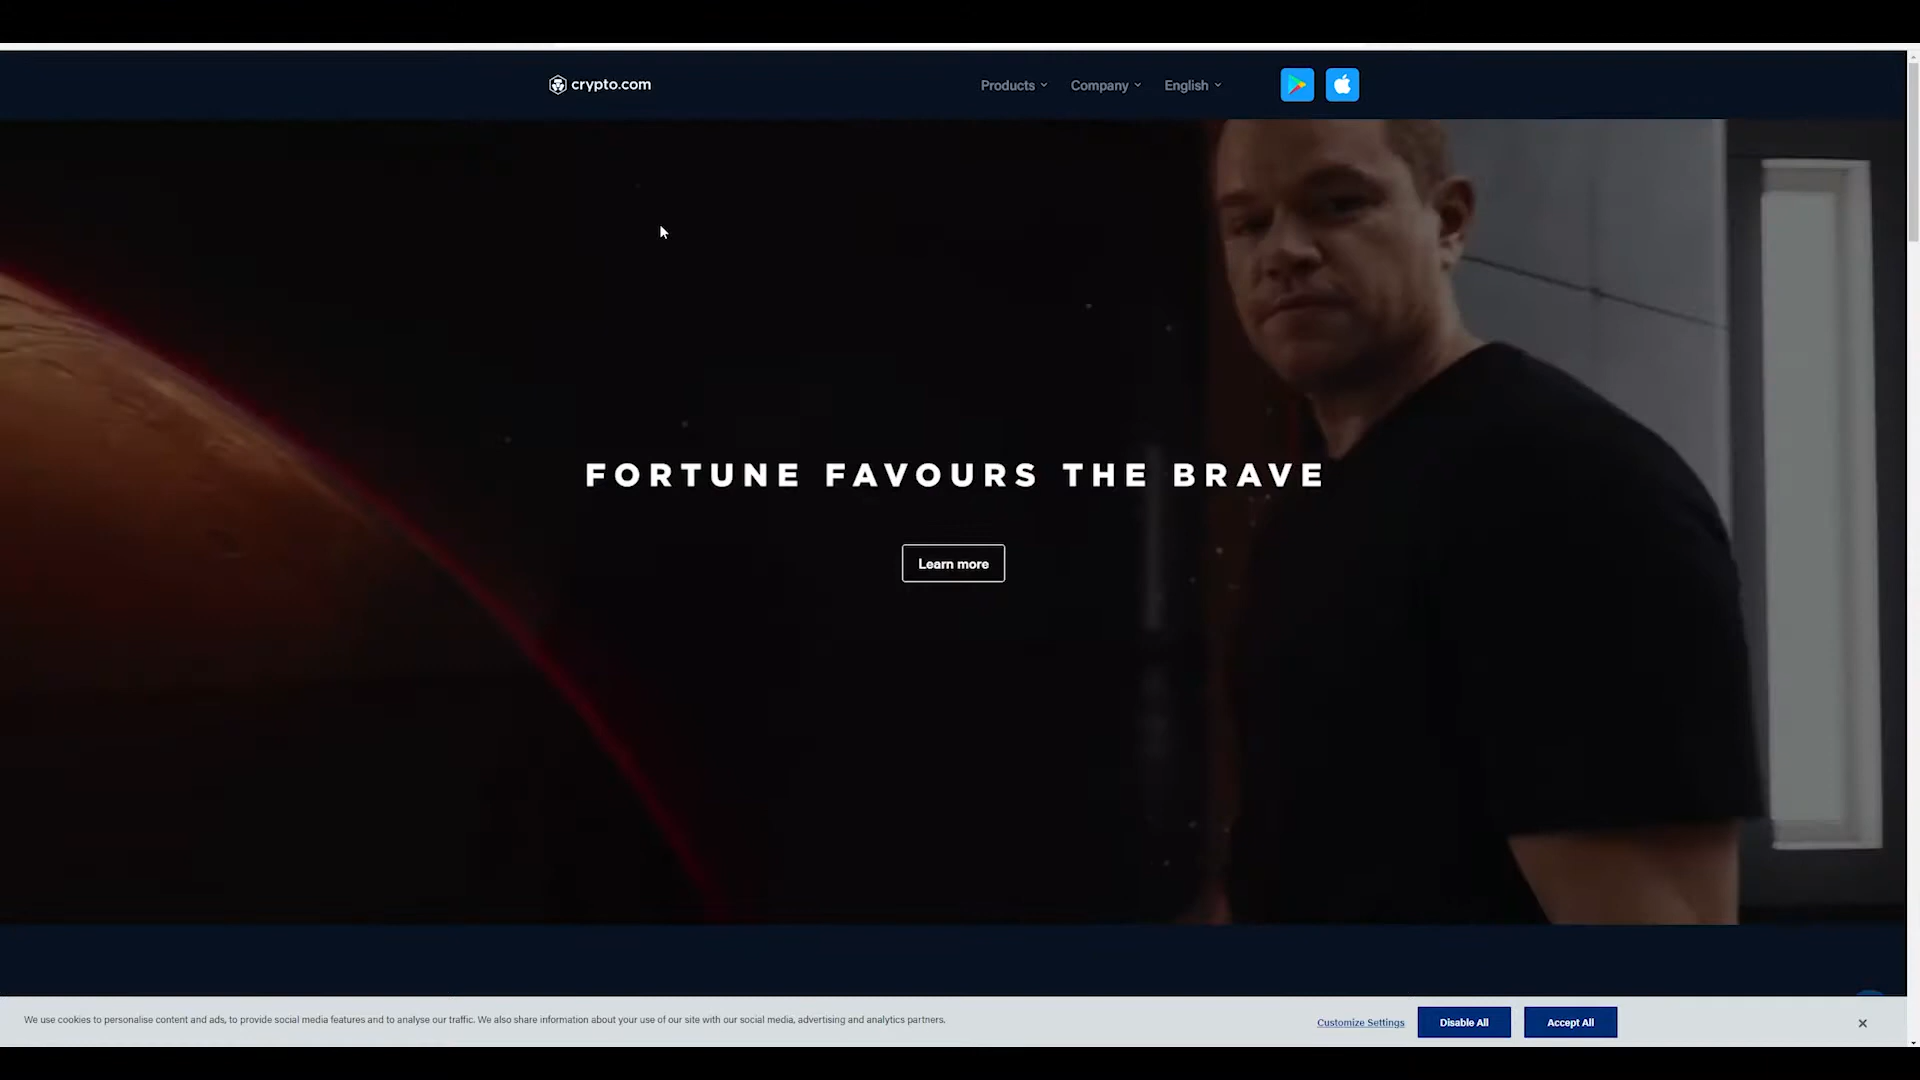 crypto.com
Products
Company
English
FORTUNE FAVOURS THE BRAVE
Learn more
We use cookies to personalise content and ads, to provide social media features and to analyse our traffic. We also share information about your use of our site with our social media, advertising and analytics partners.
Customize Settings
Disable All
Accept All